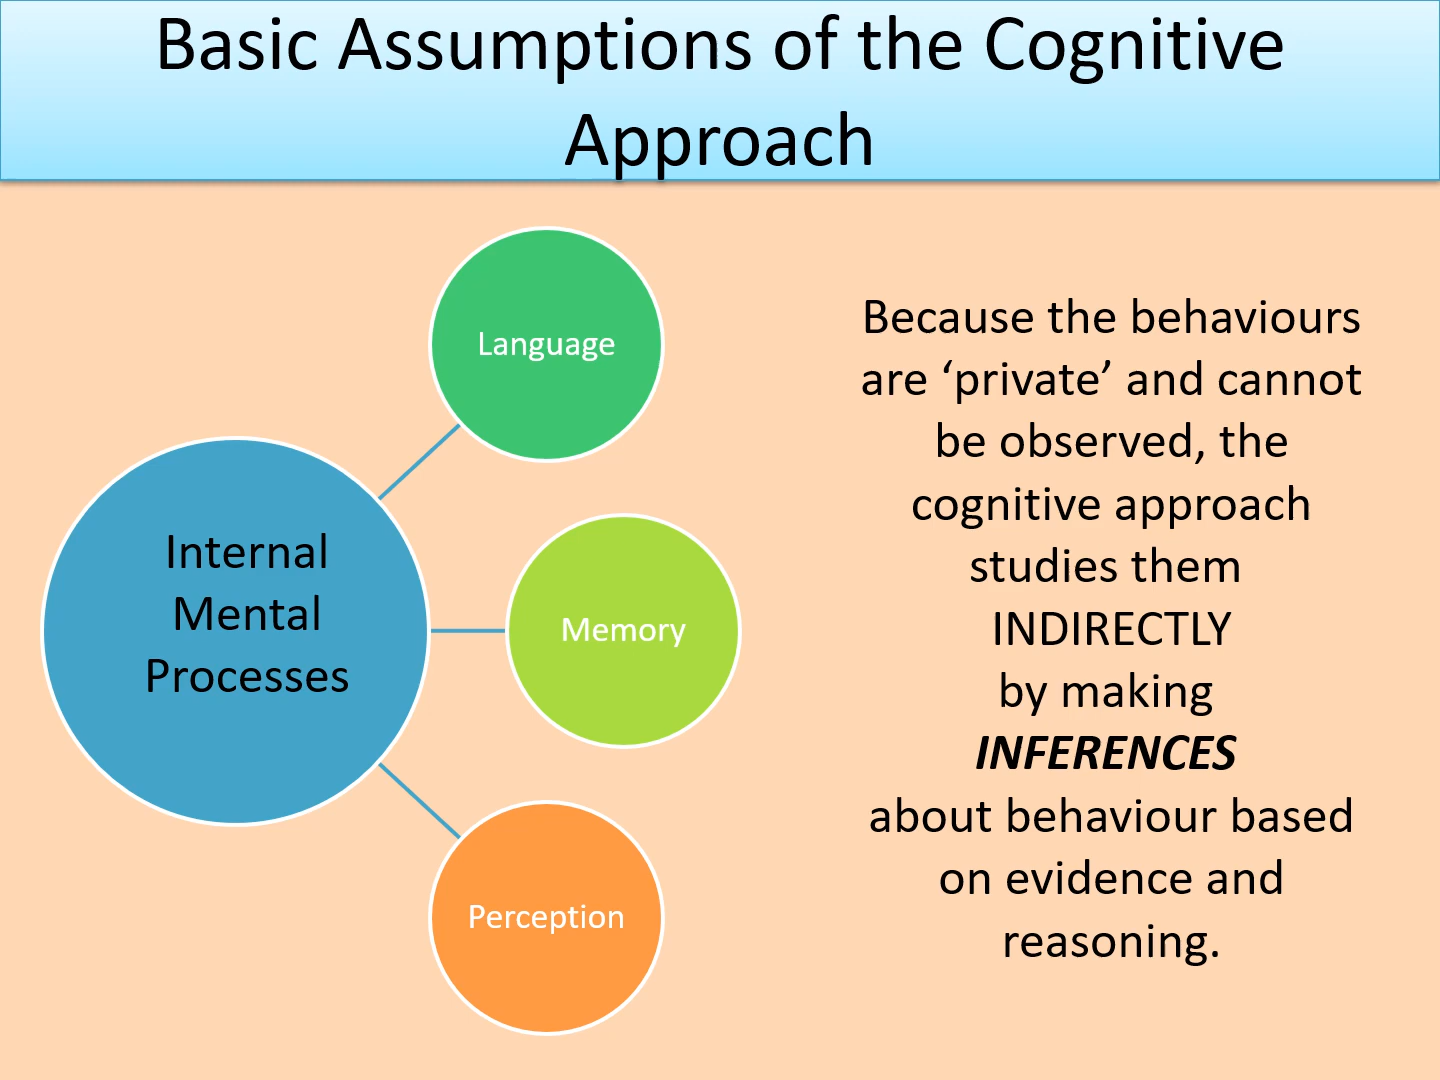 Basic Assumptions of the Cognitive
Approach
Language
Internal
Mental
Processes
Memory
Perception
Because the behaviours
are ‘private’ and cannot
be observed, the
cognitive approach
studies them
INDIRECTLY
by making
INFERENCES
about behaviour based
on evidence and
reasoning.